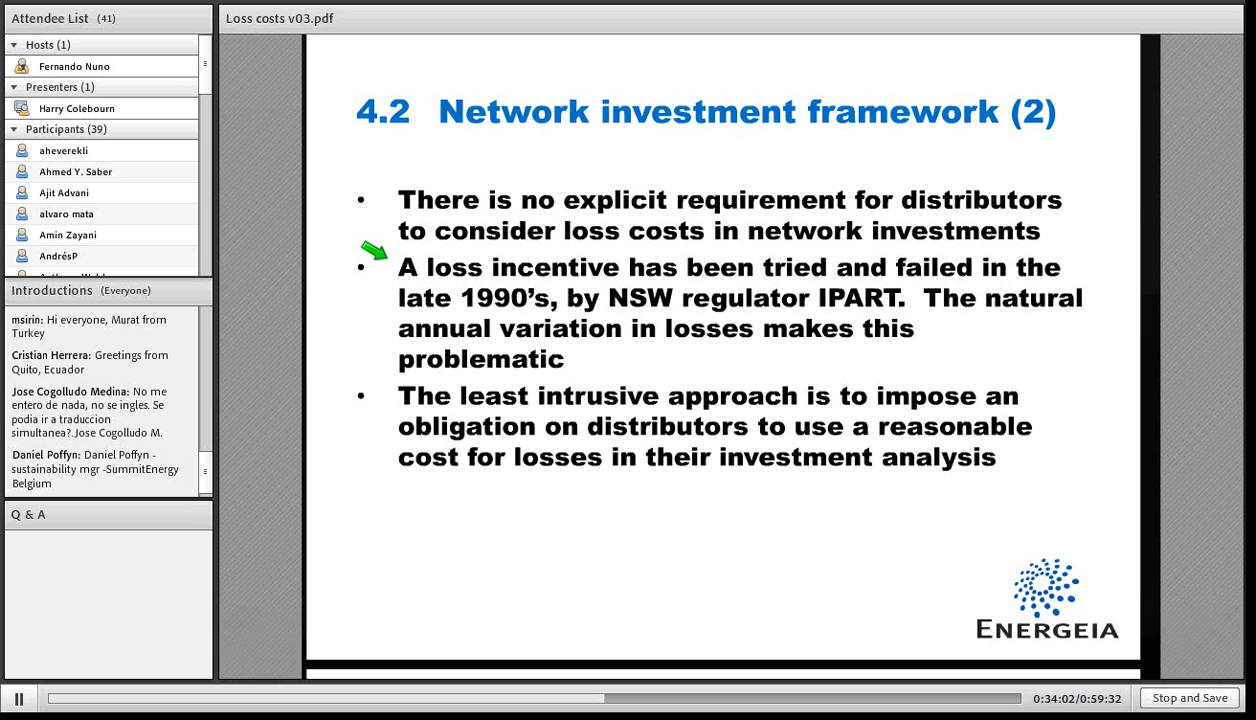 Attendee List (41)
Hosts (1)
Fernando Nuno
Presenters (1)
Harry Colebourn
Participants (39)
aheverekli
Ahmed Y. Saber
Ajit Advani
alvaro mata
Amin Zayani
AndrésP
Introductions (Everyone)
msirin: Hi everyone, Murat from
Turkey
Cristian Herrera: Greetings from
Quito, Ecuador
Jose Cogolludo Medina: No me
entero de nada, no se ingles. Se
podia ir a traduccion
simultanea?.Jose Cogolludo M.
Daniel Poffyn: Daniel Poffyn -
sustainability mgr -SummitEnergy
Belgium
Q & A
Loss costs v03.pdf
4.2 Network investment framework (2)
• There is no explicit requirement for distributors
to consider loss costs in network investments
• A loss incentive has been tried and failed in the
late 1990’s, by NSW regulator IPART. The natural
annual variation in losses makes this
problematic
• The least intrusive approach is to impose an
obligation on distributors to use a reasonable
cost for losses in their investment analysis
ENERGEIA
0:34:02/0:59:32
Stop and Save